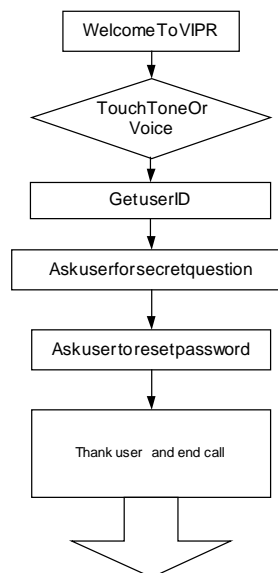 WelcomeToVIPR
TouchToneOr
Voice
GetuserID
Askuserforsecretquestion
Askusertoresetpassword
Thank user and end call